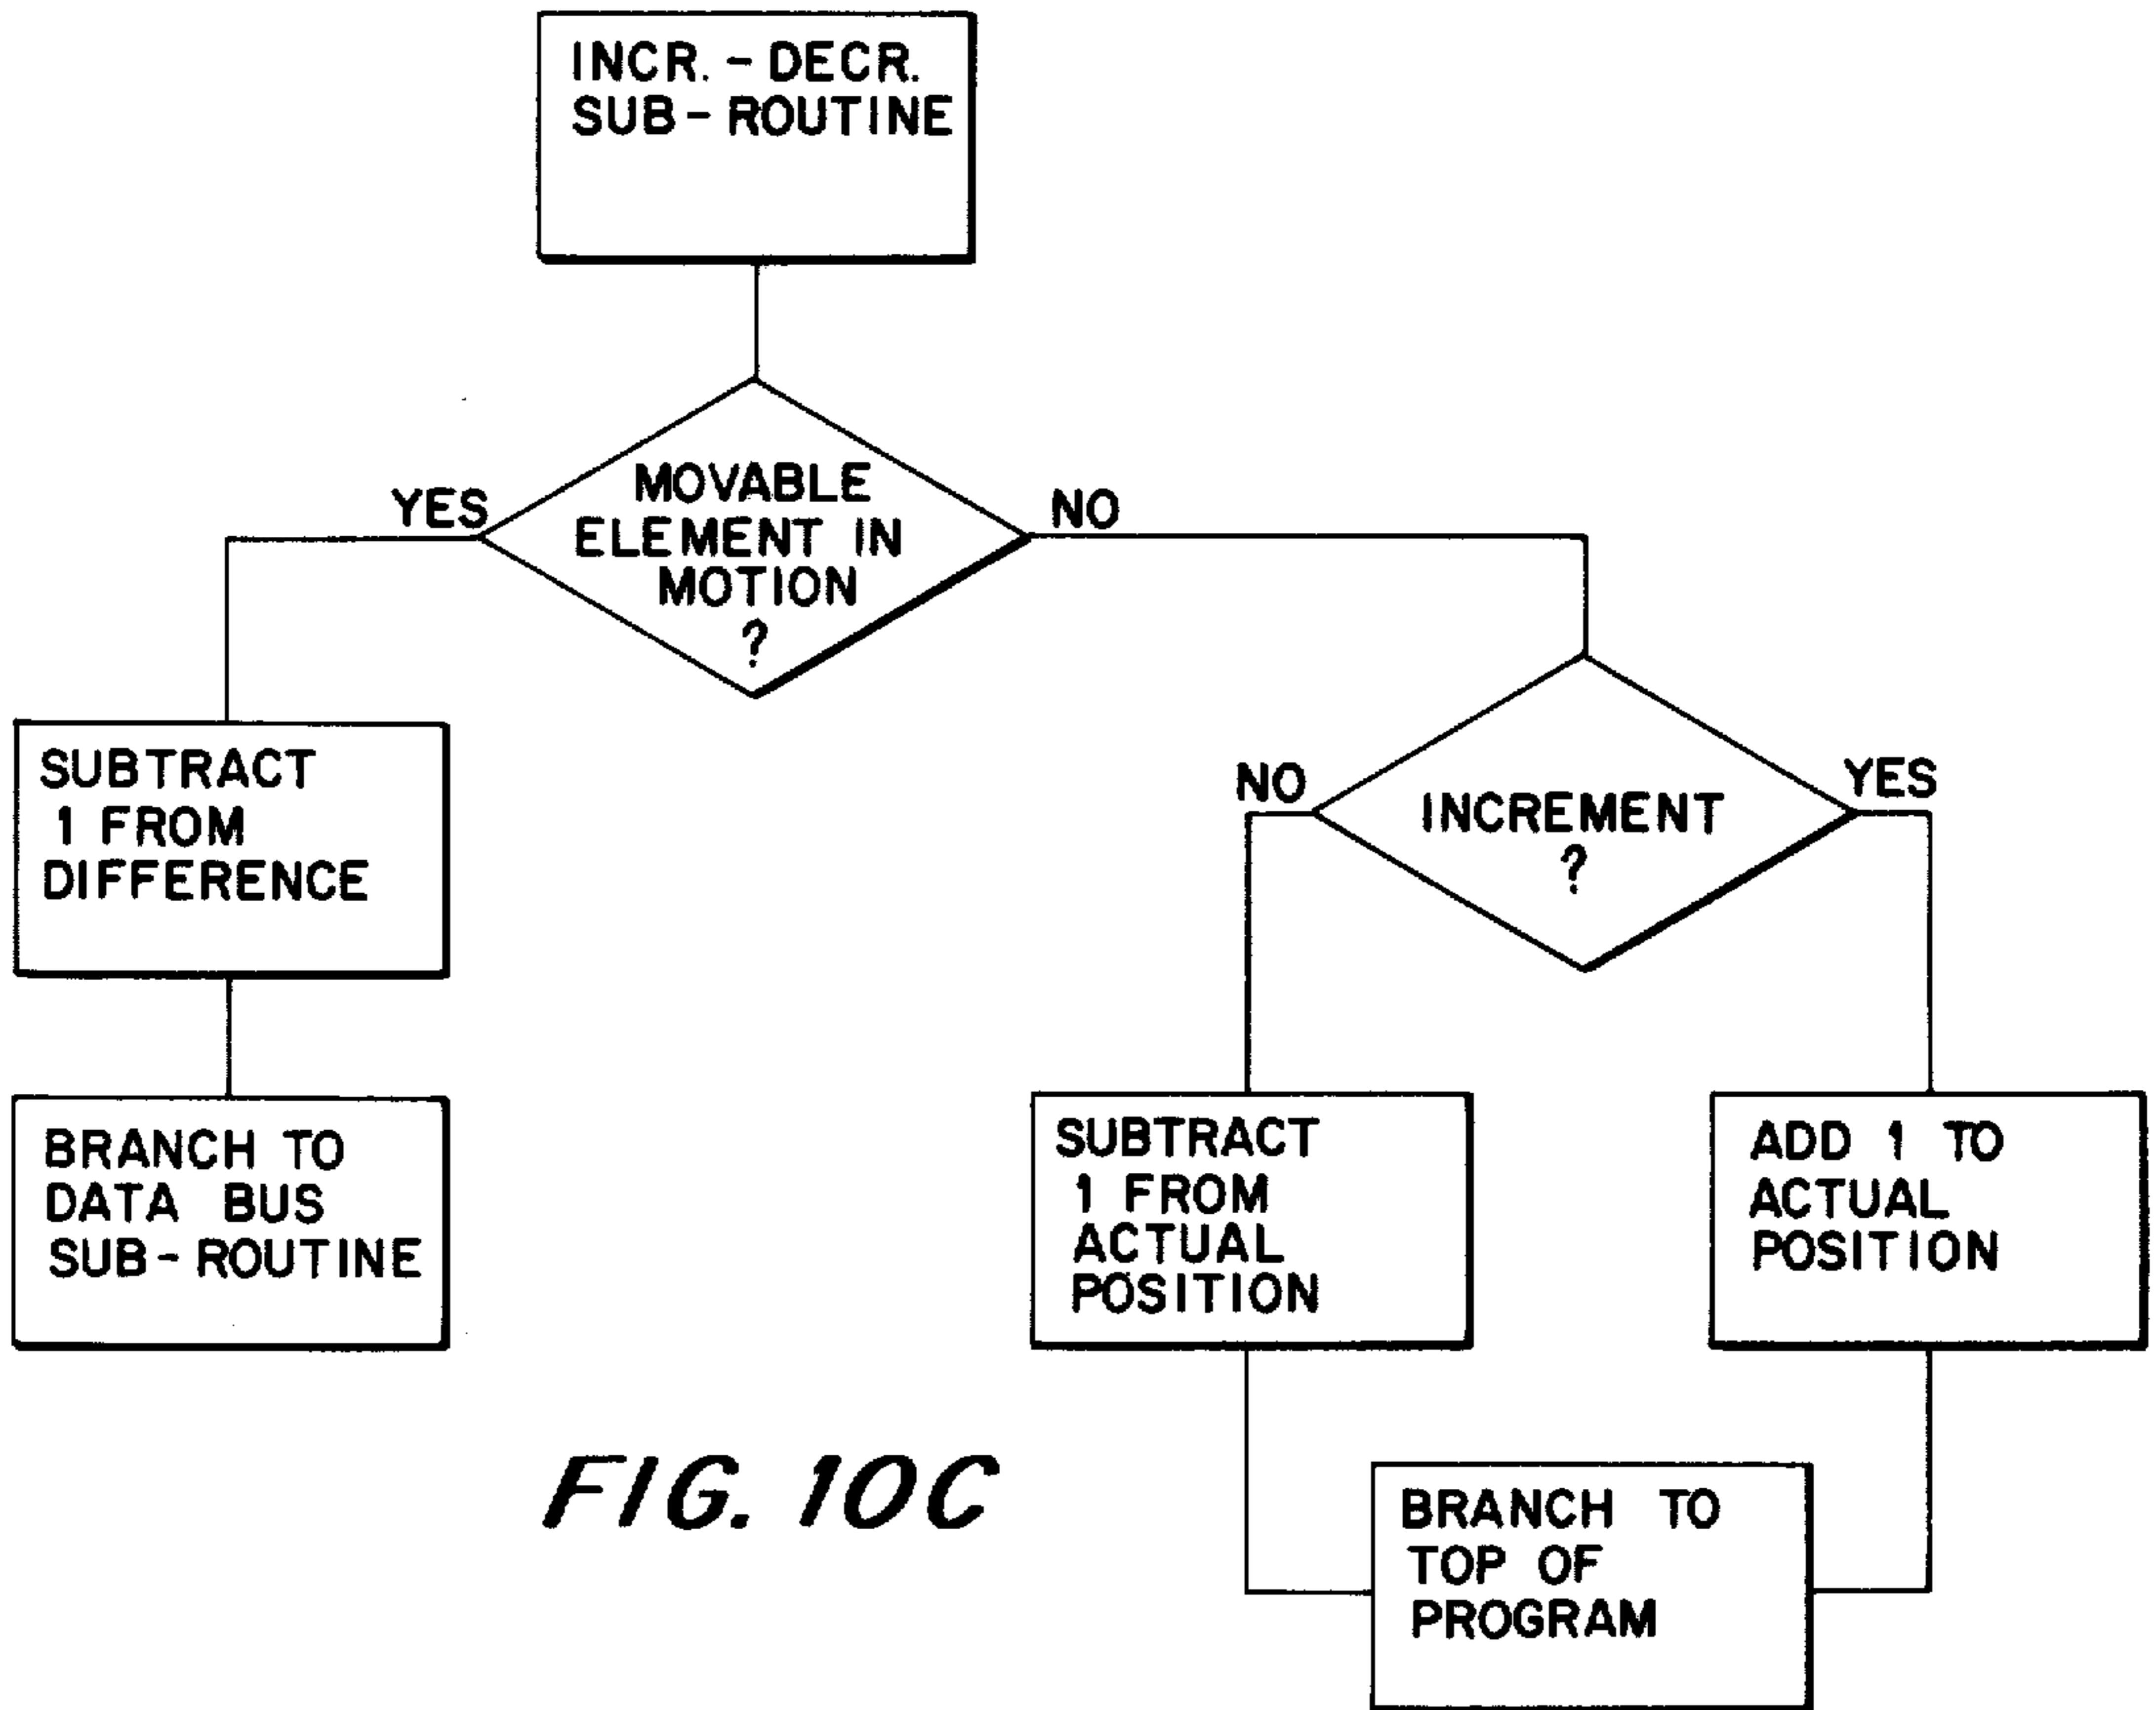 INCR. - DECR.
SUB - ROUTINE
MOVABLE
ELEMENT IN
MOTION
?
YES
NO
SUBTRACT
1 FROM
DIFFERENCE
BRANCH TO
DATA BUS
SUB - ROUTINE
INCREMENT
?
NO
YES
SUBTRACT
1 FROM
ACTUAL
POSITION
ADD 1 TO
ACTUAL
POSITION
BRANCH TO
TOP OF
PROGRAM
FIG. 10C